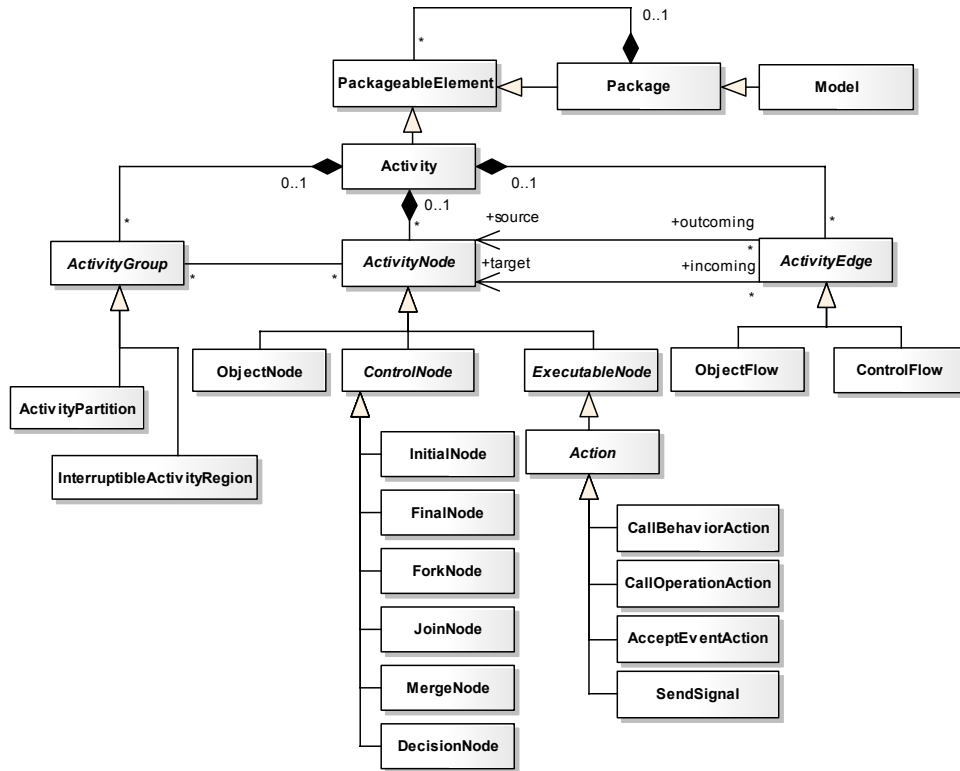 0..1
*
PackageableElement
Package
Model
Activity
0..1
0..1
0..1
*
*
*
+source
+outcoming
*
ActivityGroup
ActivityNode
+target
+incoming
ActivityEdge
*
*
*
ObjectNode
ControlNode
ExecutableNode
ObjectFlow
ControlFlow
ActivityPartition
Action
InitialNode
InterruptibleActivityRegion
FinalNode
CallBehaviorAction
ForkNode
CallOperationAction
JoinNode
AcceptEventAction
MergeNode
SendSignal
DecisionNode